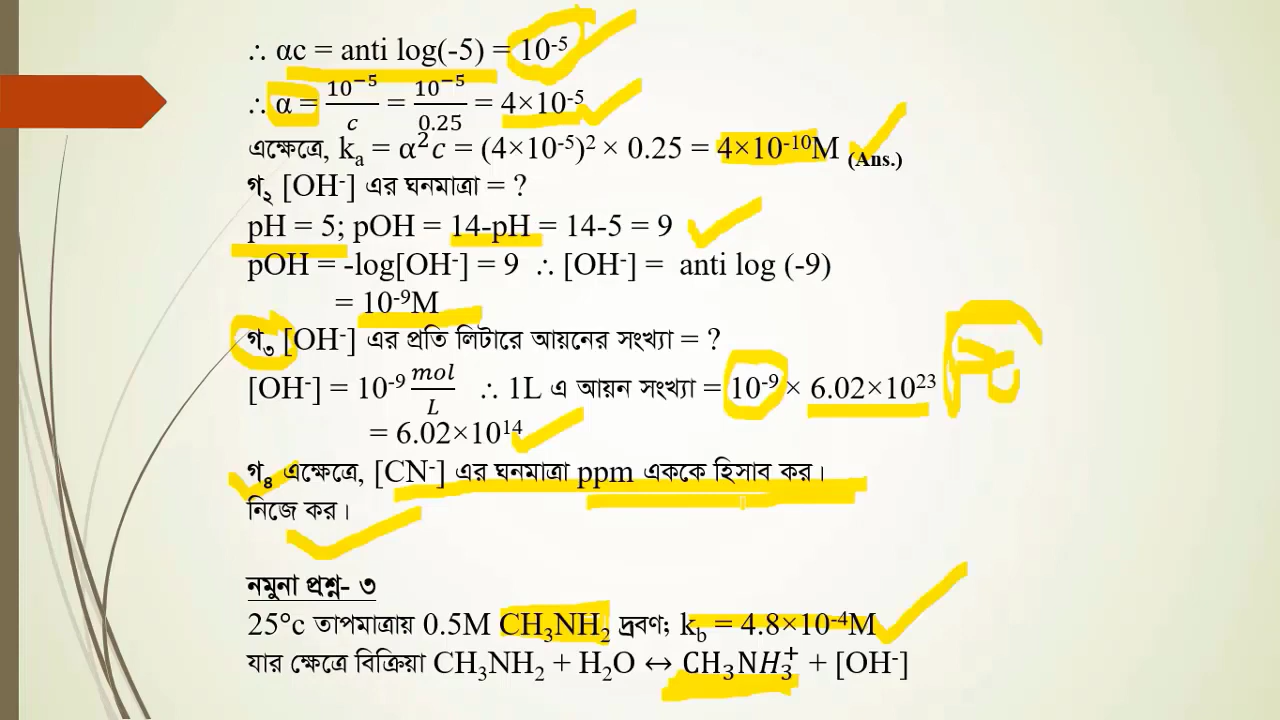 ∴ αc = anti log(-5) = 10⁻⁵
∴ α = 10⁻⁵/c = 10⁻⁵/0.25 = 4×10⁻⁵
এক্ষেত্রে, kₐ = α²c = (4×10⁻⁵)² × 0.25 = 4×10⁻¹⁰M (Ans.)
গ₂ [OH⁻] এর ঘনমাত্রা = ?
pH = 5; pOH = 14-pH = 14-5 = 9
pOH = -log[OH⁻] = 9 ∴ [OH⁻] = anti log (-9)
= 10⁻⁹M
গ৩ [OH⁻] এর প্রতি লিটারে আয়নের সংখ্যা = ?
[OH⁻] = 10⁻⁹ mol/L ∴ 1L এ আয়ন সংখ্যা = 10⁻⁹ × 6.02×10²³
= 6.02×10¹⁴
গ৪ এক্ষেত্রে, [CN⁻] এর ঘনমাত্রা ppm এককে হিসাব কর।
নিজে কর।
নমুনা প্রশ্ন- ৩
25°c তাপমাত্রায় 0.5M CH₃NH₂ দ্রবণ; k_b = 4.8×10⁻⁴M
যার ক্ষেত্রে বিক্রিয়া CH₃NH₂ + H₂O ↔ CH₃NH₃⁺ + [OH⁻]